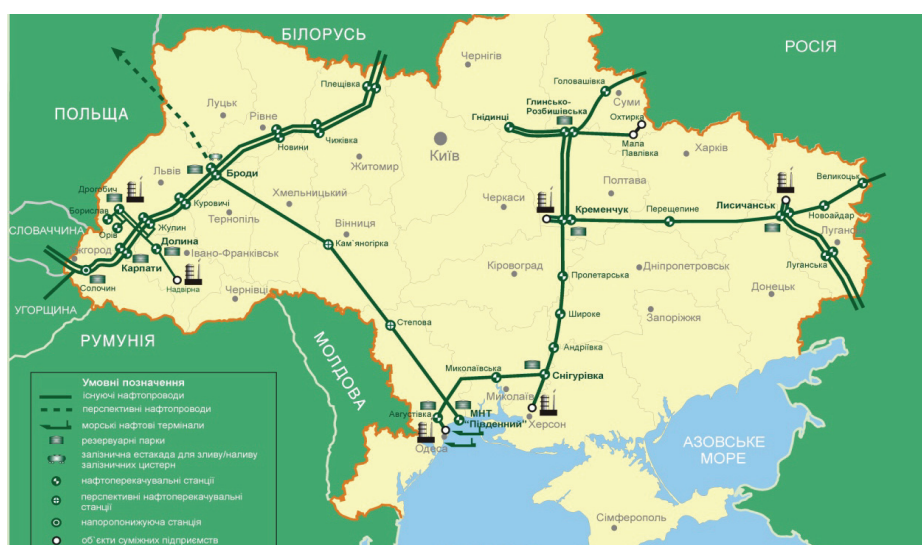 БІЛОРУСЬ
РОСІЯ
ПОЛЬЩА
СЛОВАЧЧИНА
УГОРЩИНА
РУМУНІЯ
МОЛДОВА
АЗОВСЬКЕ
МОРЕ
Чернігів
Плещівка
Луцьк
Рівне
Новини
Чижівка
Житомир
Київ
Гнідинці
Глинсько-
Розбишівська
Головашівка
Суми
Охтирка
Мала
Павлівка
Харків
Великоцьк
Львів
Броди
Дрогобич
Борислав
Куровичі
Тернопіль
Хмельницький
Орів
Жулин
Долина
Івано-Франківськ
жгород
Карпати
Солочин
Надвірна
Чернівці
Вінниця
Кам`яногірка
Степова
Черкаси
Полтава
Кременчук
Перещепине
Лисичанськ
Новоайдар
Луганс
Луганська
Кіровоград
Пролетарська
Дніпропетровськ
Донецьк
Широке
Запоріжжя
Андріївка
Миколаївська
Снігурівка
Миколаїв
Августівка
МНТ
"Південний"
Херсон
Одеса
Сімферополь
Умовні позначення
існуючі нафтопроводи
перспективні нафтопроводи
морські нафтові термінали
резервуарні парки
залізнична естакада для зливу/наливу
залізничних цистерн
нафтоперекачувальні станції
перспективні нафтоперекачувальні
станції
напоропонижуюча станція
об`єкти суміжних підприємств